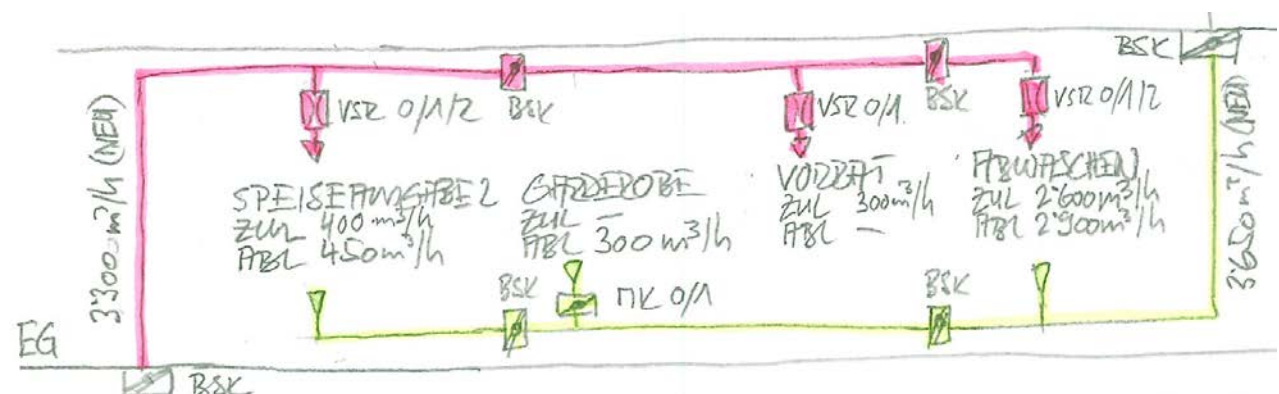 BSK
VSR 0/1/2
BSK
VSR 0/1
BSK
VSR 0/1/2
3'300 m³/h (NEU)
3'650 m³/h (NEU)
SPEISEAUSGABE 2
ZUL 400 m³/h
ABL 450 m³/h
GARDEROBE
ZUL –
ABL 300 m³/h
VORRAT
ZUL 300 m³/h
ABL –
ABWASCHEN
ZUL 2'600 m³/h
ABL 2'900 m³/h
BSK
MK 0/1
BSK
EG
BSK